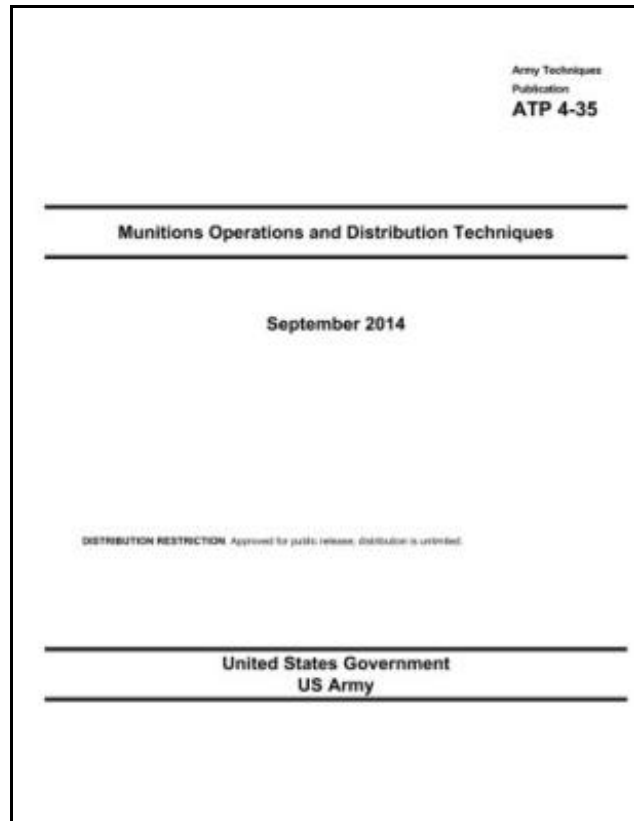 Army Techniques
Publication
ATP 4-35
Munitions Operations and Distribution Techniques
September 2014
DISTRIBUTION RESTRICTION. Approved for public release; distribution is unlimited.
United States Government
US Army